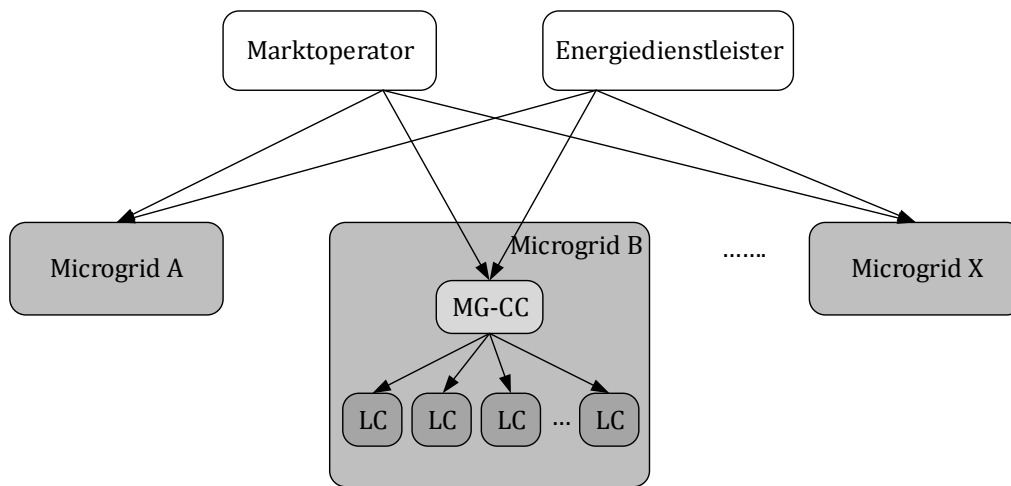 Marktoperator
Energiedienstleister
Microgrid A
Microgrid B
…….
Microgrid X
MG-CC
LC
LC
LC
...
LC